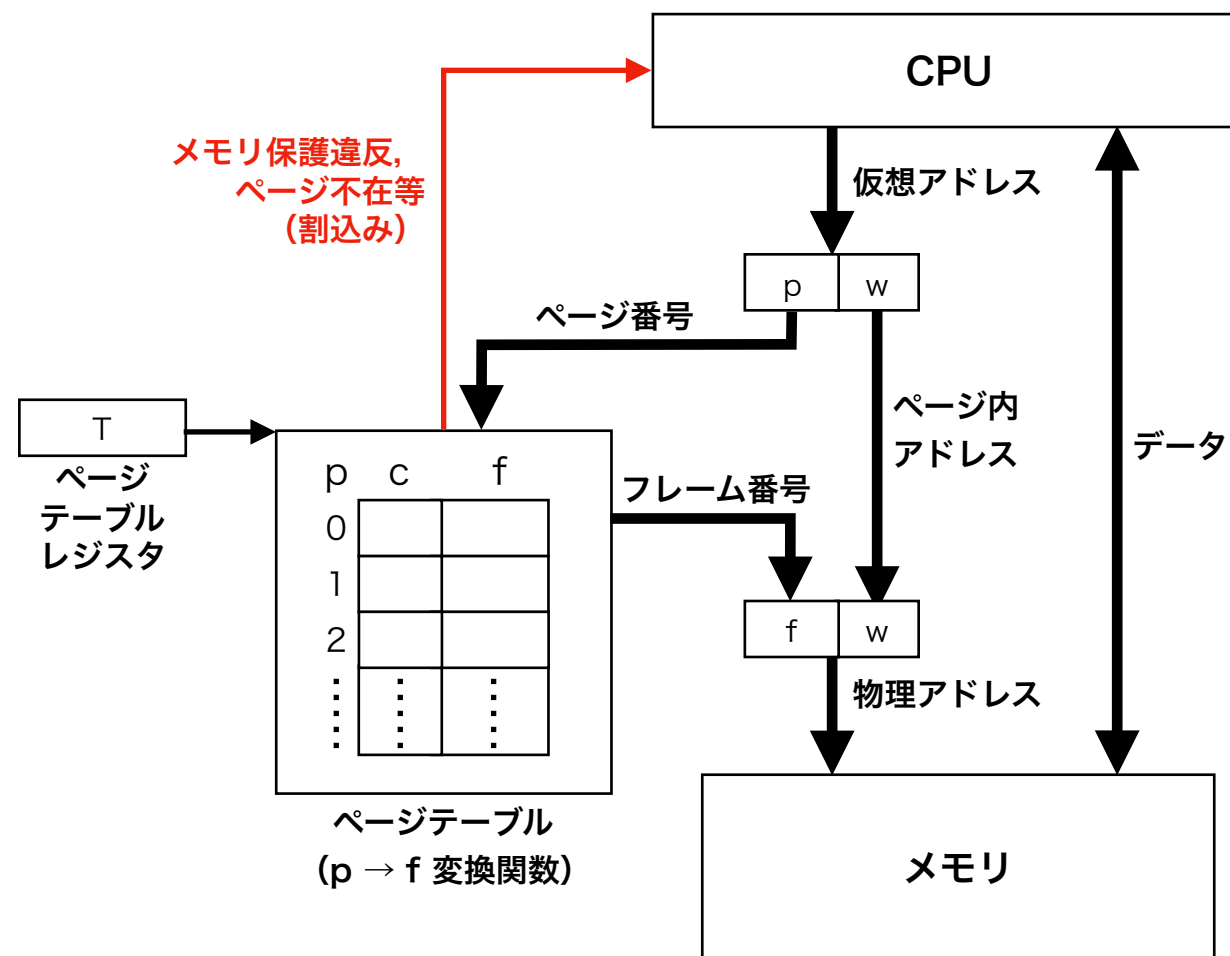 CPU
メモリ保護違反,
ページ不在等
（割込み）
仮想アドレス
p w
ページ番号
T
ページ
テーブル
レジスタ
ページ内
アドレス
データ
p c f
0
1
2
フレーム番号
f w
物理アドレス
ページテーブル
（p → f 変換関数）
メモリ